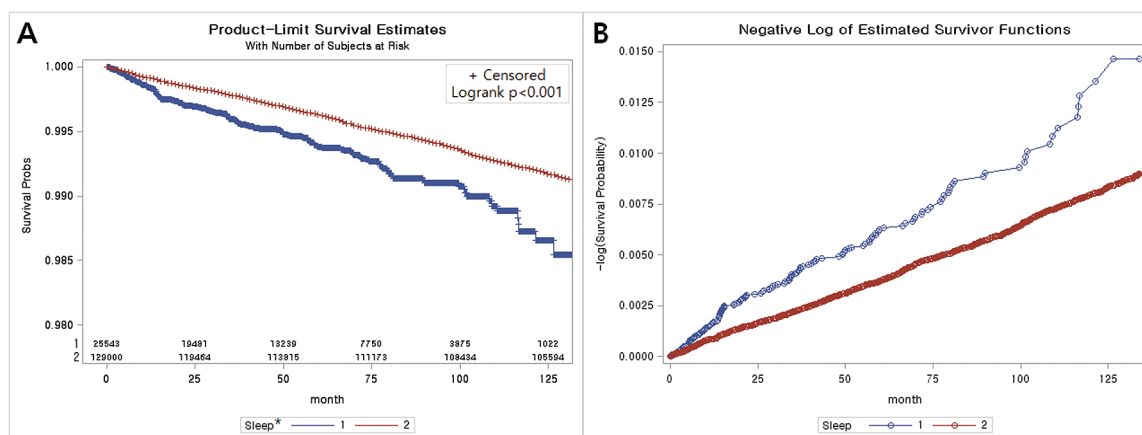 A
Product-Limit Survival Estimates
With Number of Subjects at Risk
+ Censored
Logrank p<0.001
Survival Probs
1.000
0.995
0.990
0.985
0.980
1 25543 19481 13239 7750 3875 1022
2 129000 119464 113915 111173 108434 105594
0 25 50 75 100 125
month
Sleep* 1 2
B
Negative Log of Estimated Survivor Functions
-log(Survival Probability)
0.0150
0.0125
0.0100
0.0075
0.0050
0.0025
0.0000
0 25 50 75 100 125
month
Sleep 1 2